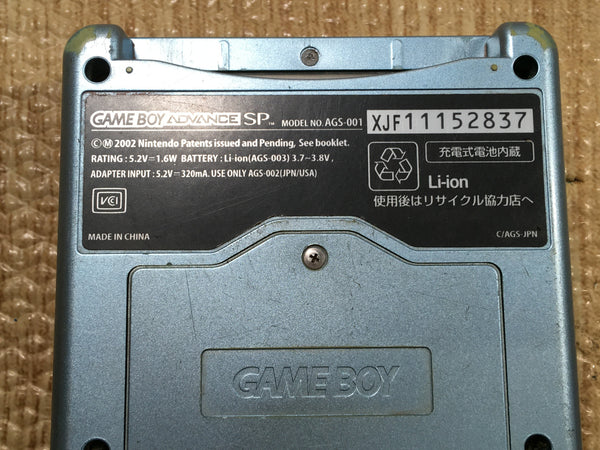 GAME BOY ADVANCE SP™ MODEL NO. AGS-001 XJF11152837
©Ⓜ 2002 Nintendo Patents issued and Pending, See booklet.
RATING : 5.2V⎓1.6W BATTERY : Li-ion(AGS-003) 3.7~3.8V ,
ADAPTER INPUT : 5.2V⎓320mA. USE ONLY AGS-002(JPN/USA)
VCCI
充電式電池内蔵
Li-ion
使用後はリサイクル協力店へ
MADE IN CHINA
C/AGS-JPN
GAME BOY